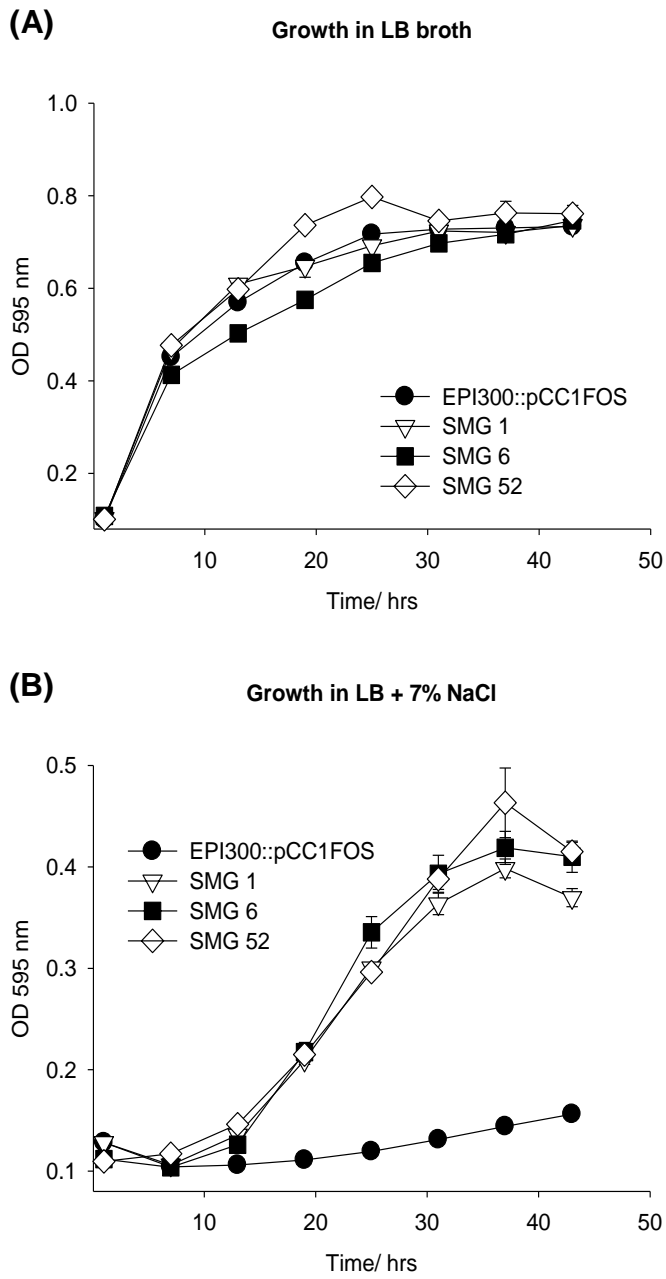 (A)
Growth in LB broth
1.0
0.8
0.6
0.4
0.2
OD 595 nm
EPI300::pCC1FOS
SMG 1
SMG 6
SMG 52
10 20 30 40 50
Time/ hrs
(B)
Growth in LB + 7% NaCl
0.5
0.4
0.3
0.2
0.1
OD 595 nm
EPI300::pCC1FOS
SMG 1
SMG 6
SMG 52
10 20 30 40 50
Time/ hrs